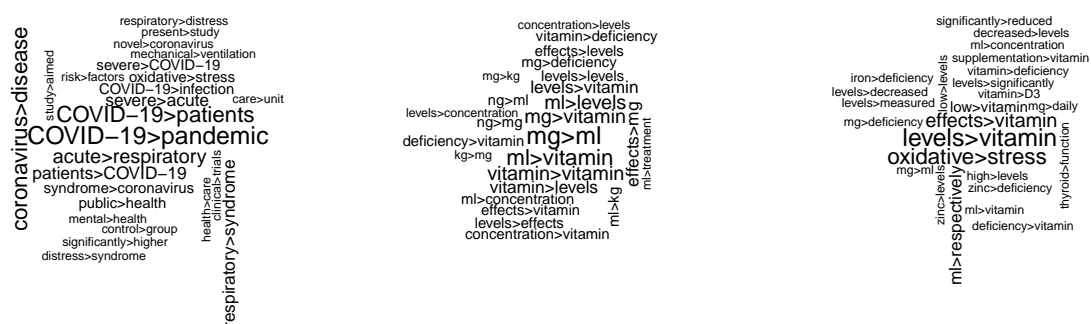 respiratory>distress
present>study
novel>coronavirus
mechanical>ventilation
severe>COVID−19
risk>factors
oxidative>stress
COVID−19>infection
severe>acute
care>unit
study>aimed
coronavirus>disease
COVID−19>patients
COVID−19>pandemic
acute>respiratory
patients>COVID−19
syndrome>coronavirus
public>health
mental>health
control>group
significantly>higher
distress>syndrome
health>care
clinical>trials
respiratory>syndrome
concentration>levels
vitamin>deficiency
effects>levels
mg>deficiency
mg>kg
levels>levels
levels>vitamin
ng>ml
ml>levels
levels>concentration
ng>mg
mg>vitamin
effects>mg
ml>treatment
deficiency>vitamin
mg>ml
kg>mg
ml>vitamin
vitamin>vitamin
vitamin>levels
ml>concentration
ml>kg
effects>vitamin
levels>effects
concentration>vitamin
significantly>reduced
decreased>levels
ml>concentration
supplementation>vitamin
vitamin>deficiency
iron>deficiency
low>levels
levels>significantly
levels>decreased
vitamin>D3
levels>measured
low>vitamin
mg>daily
mg>deficiency
effects>vitamin
levels>vitamin
oxidative>stress
thyroid>function
mg>ml
zinc>levels
ml>respectively
high>levels
zinc>deficiency
ml>vitamin
deficiency>vitamin